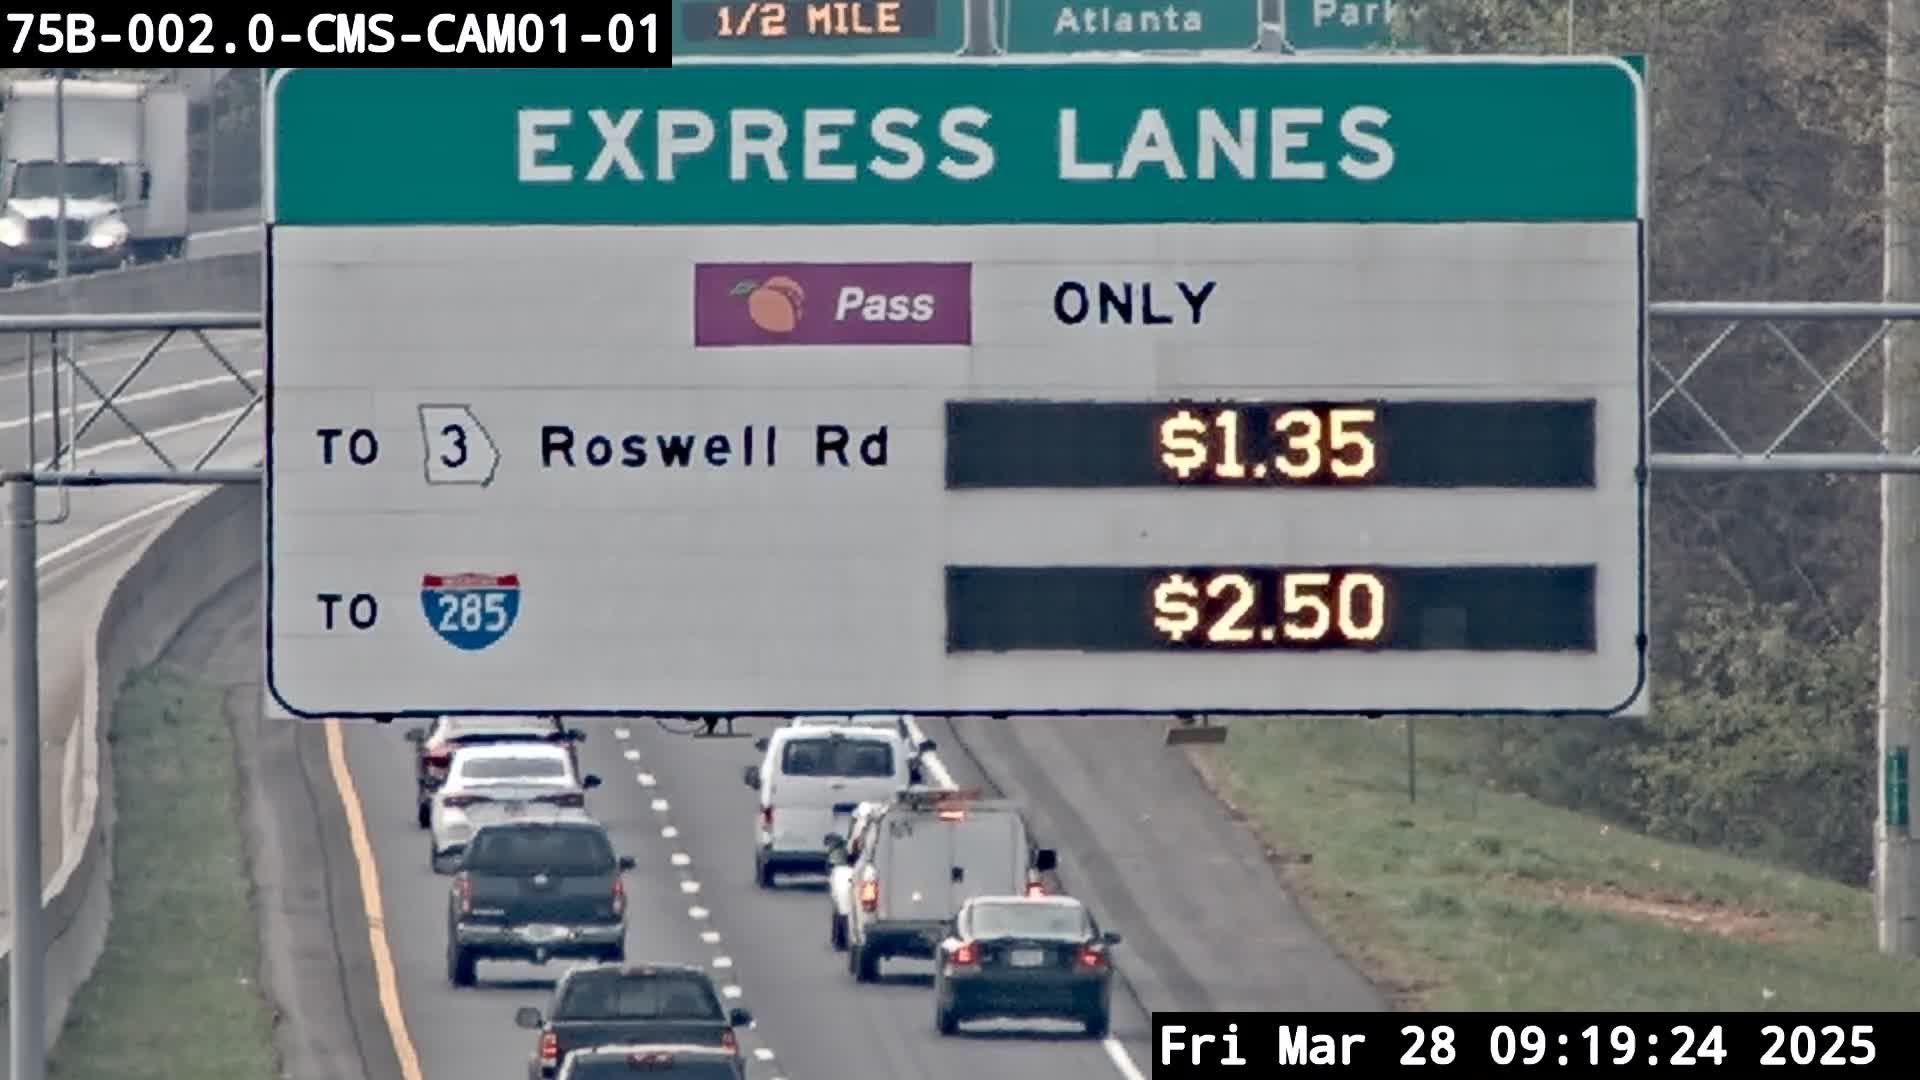 75B-002.0-CMS-CAM01-01
1/2 MILE
Atlanta
EXPRESS LANES
Pass ONLY
TO 3 Roswell Rd $1.35
TO 285 $2.50
Fri Mar 28 09:19:24 2025